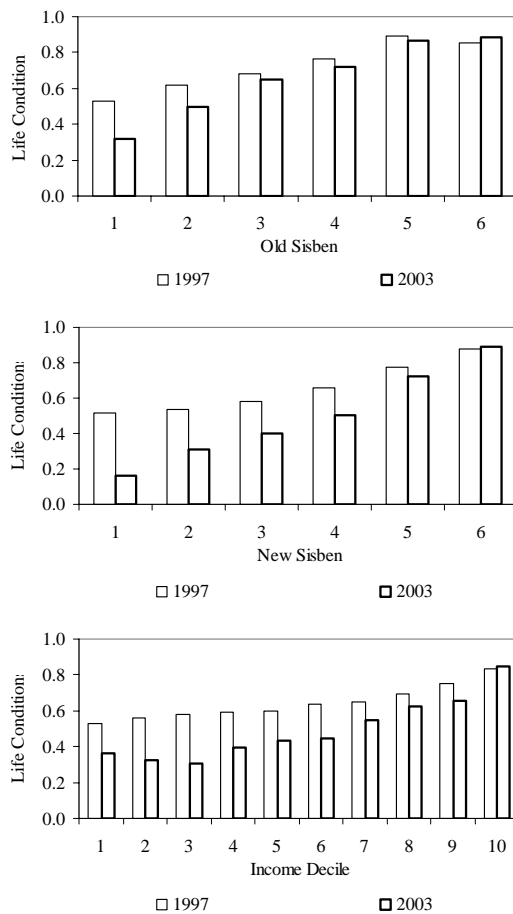 1.0
0.8
0.6
0.4
0.2
0.0
Life Condition
1 2 3 4 5 6
Old Sisben
1997 2003
1.0
0.8
0.6
0.4
0.2
0.0
Life Condition:
1 2 3 4 5 6
New Sisben
1997 2003
1.0
0.8
0.6
0.4
0.2
0.0
Life Condition:
1 2 3 4 5 6 7 8 9 10
Income Decile
1997 2003